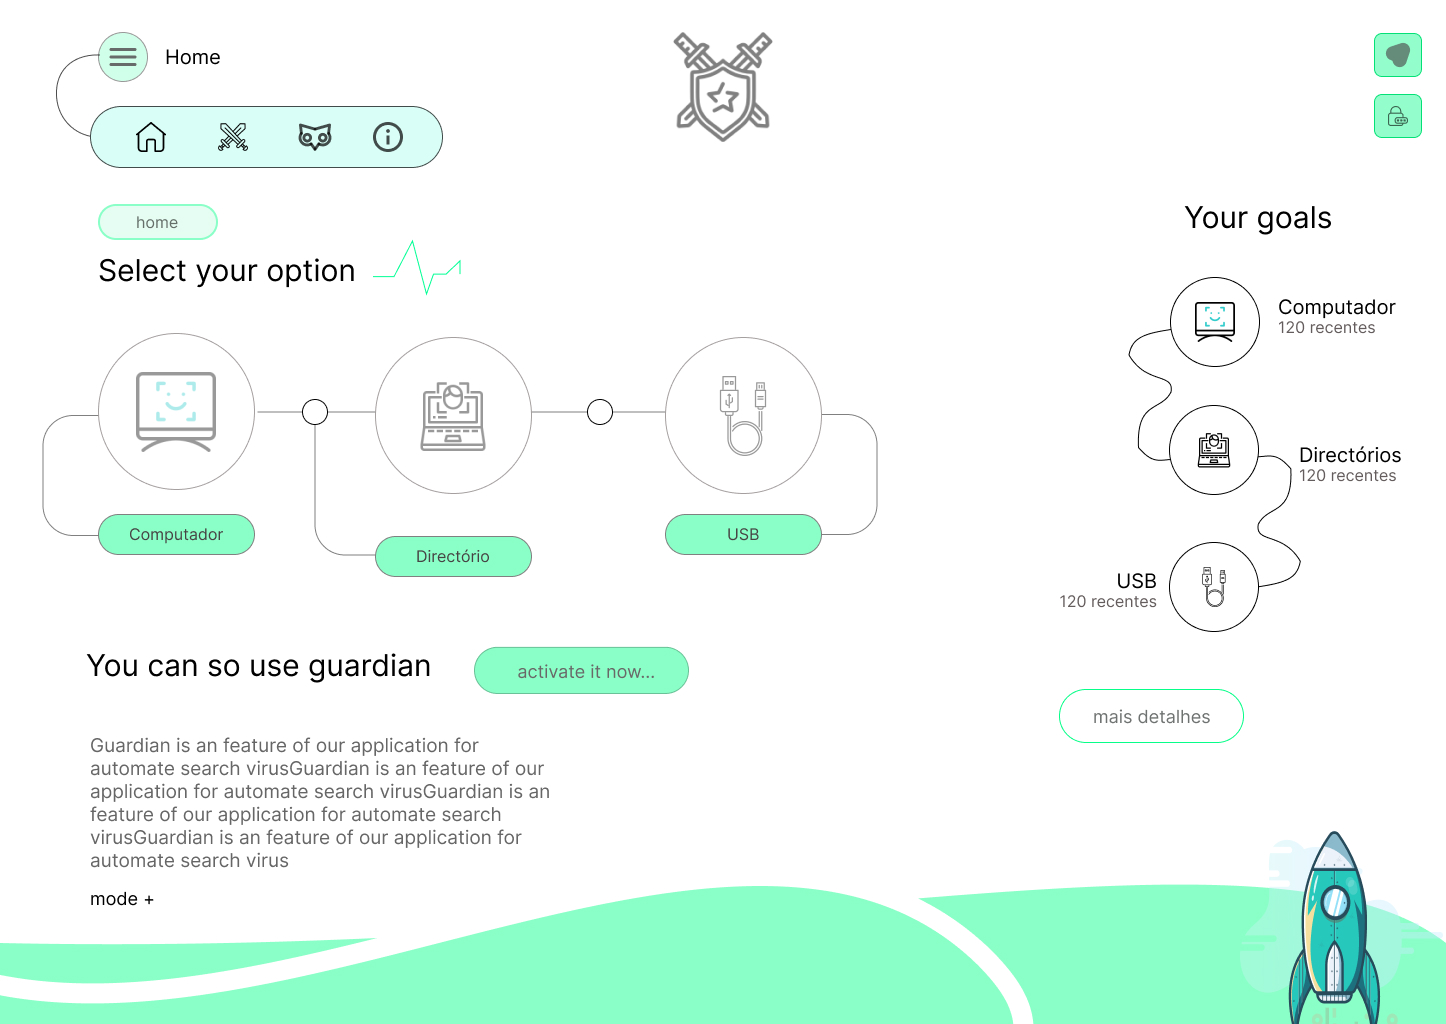 Home
home
Select your option
Computador
Directório
USB
Your goals
Computador
120 recentes
Directórios
120 recentes
USB
120 recentes
mais detalhes
You can so use guardian
activate it now...
Guardian is an feature of our application for
automate search virusGuardian is an feature of our
application for automate search virusGuardian is an
feature of our application for automate search
virusGuardian is an feature of our application for
automate search virus
mode +